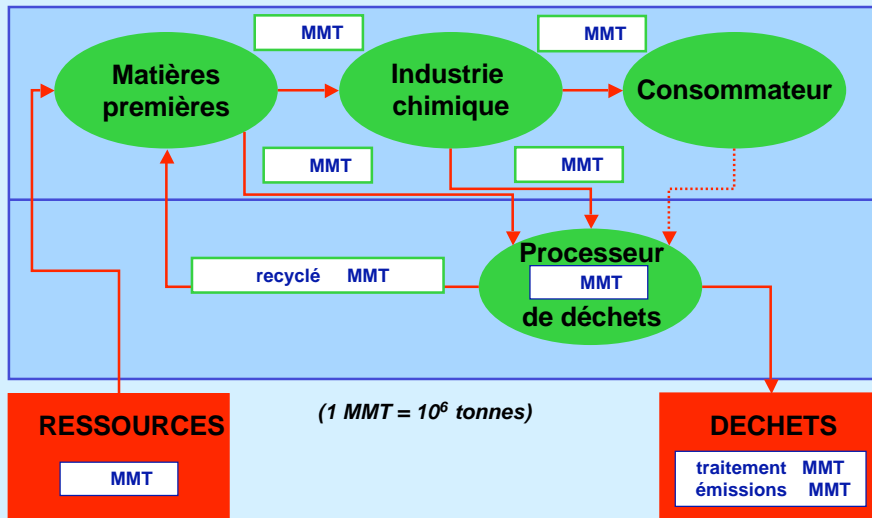 MMT
MMT
Matières
premières
Industrie
chimique
Consommateur
MMT
MMT
Processeur
MMT
de déchets
recyclé MMT
(1 MMT = 10⁶ tonnes)
RESSOURCES
MMT
DECHETS
traitement MMT
émissions MMT